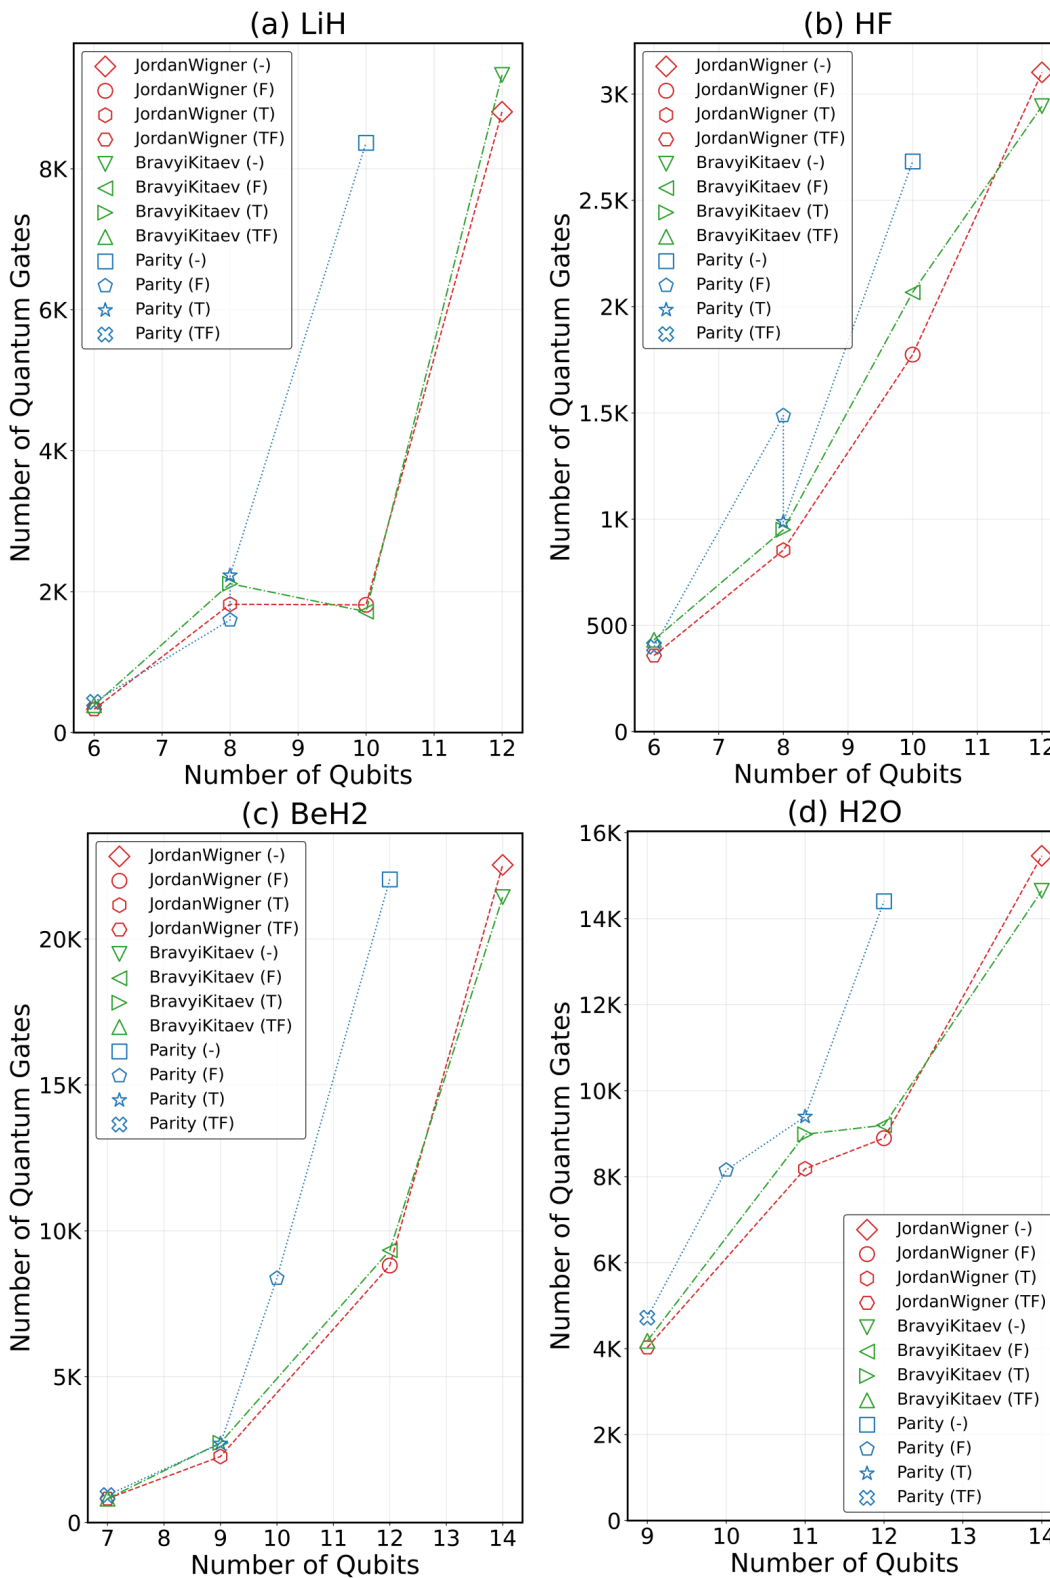 (a) LiH
Number of Quantum Gates
8K
6K
4K
2K
0
JordanWigner (-)
JordanWigner (F)
JordanWigner (T)
JordanWigner (TF)
BravyiKitaev (-)
BravyiKitaev (F)
BravyiKitaev (T)
BravyiKitaev (TF)
Parity (-)
Parity (F)
Parity (T)
Parity (TF)
6 7 8 9 10 11 12
Number of Qubits
(b) HF
Number of Quantum Gates
3K
2.5K
2K
1.5K
1K
500
0
JordanWigner (-)
JordanWigner (F)
JordanWigner (T)
JordanWigner (TF)
BravyiKitaev (-)
BravyiKitaev (F)
BravyiKitaev (T)
BravyiKitaev (TF)
Parity (-)
Parity (F)
Parity (T)
Parity (TF)
6 7 8 9 10 11 12
Number of Qubits
(c) BeH2
Number of Quantum Gates
20K
15K
10K
5K
0
JordanWigner (-)
JordanWigner (F)
JordanWigner (T)
JordanWigner (TF)
BravyiKitaev (-)
BravyiKitaev (F)
BravyiKitaev (T)
BravyiKitaev (TF)
Parity (-)
Parity (F)
Parity (T)
Parity (TF)
7 8 9 10 11 12 13 14
Number of Qubits
(d) H2O
Number of Quantum Gates
16K
14K
12K
10K
8K
6K
4K
2K
0
JordanWigner (-)
JordanWigner (F)
JordanWigner (T)
JordanWigner (TF)
BravyiKitaev (-)
BravyiKitaev (F)
BravyiKitaev (T)
BravyiKitaev (TF)
Parity (-)
Parity (F)
Parity (T)
Parity (TF)
9 10 11 12 13 14
Number of Qubits